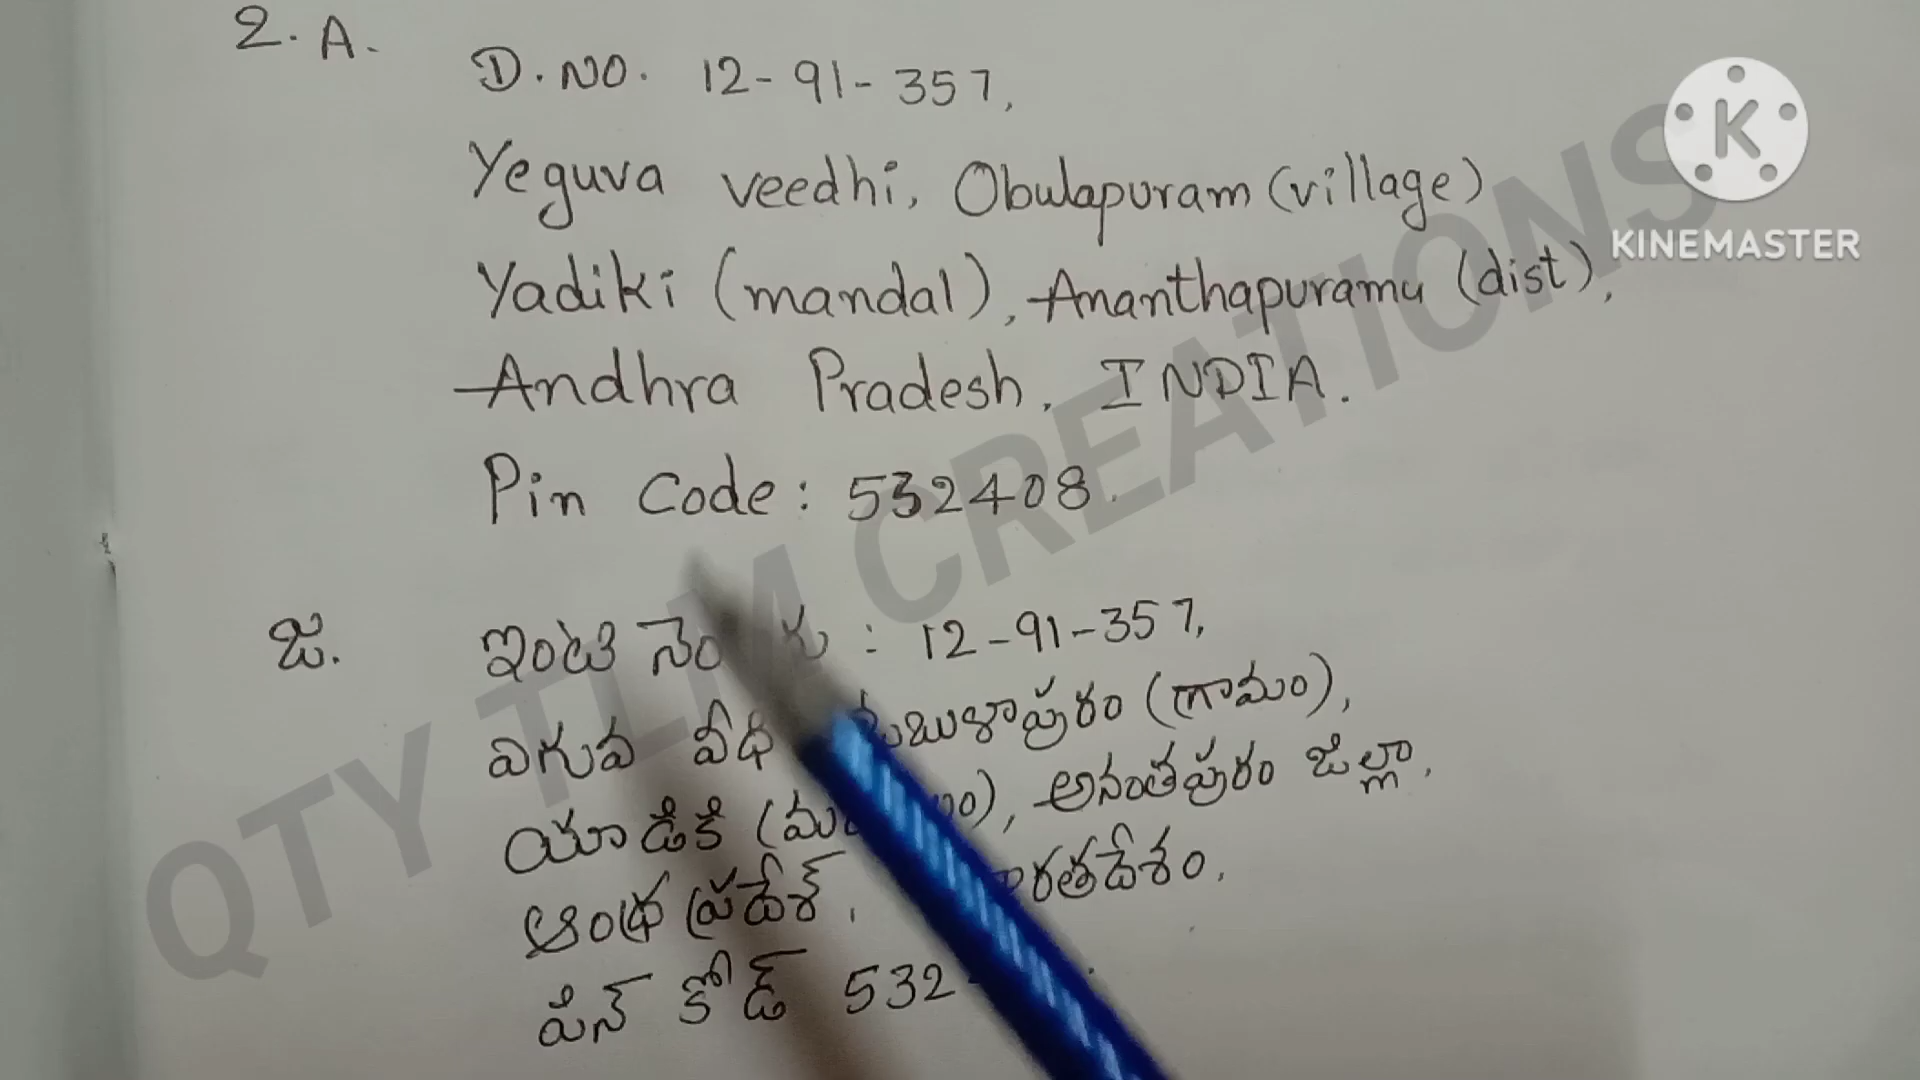 2. A.
D. NO. 12-91-357,
Yeguva veedhi, Obulapuram (village)
Yadiki (mandal), Ananthapuramu (dist),
Andhra Pradesh, INDIA.
Pin Code: 532408.
జ. ఇంటి : 12-91-357,
ఎగువ (గ్రామం),
యాడికి అనంతపురం జిల్లా,
ఆంధ్ర ప్రదేశ్,
పిన్ కోడ్ 532
QTY TLM CREATIONS
K
KINEMASTER